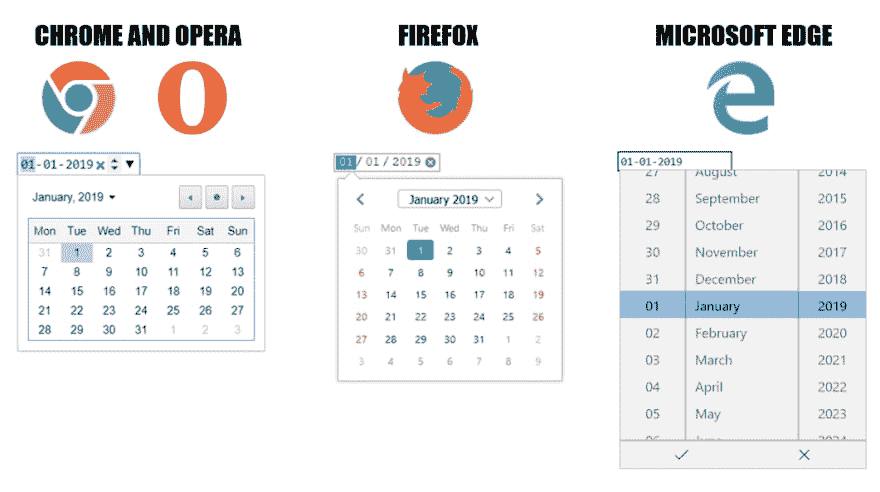 CHROME AND OPERA
FIREFOX
MICROSOFT EDGE
01-01-2019
January, 2019
Mon Tue Wed Thu Fri Sat Sun
31 1 2 3 4 5 6
7 8 9 10 11 12 13
14 15 16 17 18 19 20
21 22 23 24 25 26 27
28 29 30 31 1 2 3
01 / 01 / 2019
January 2019
Sun Mon Tue Wed Thu Fri Sat
30 31 1 2 3 4 5
6 7 8 9 10 11 12
13 14 15 16 17 18 19
20 21 22 23 24 25 26
27 28 29 30 31 1 2
3 4 5 6 7 8 9
01-01-2019
27 August 2014
28 September 2015
29 October 2016
30 November 2017
31 December 2018
01 January 2019
02 February 2020
03 March 2021
04 April 2022
05 May 2023
06 June 2024